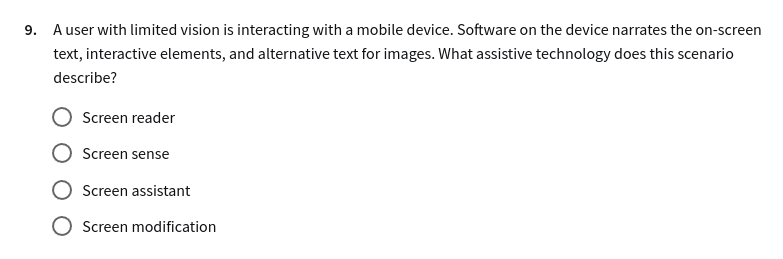 9. A user with limited vision is interacting with a mobile device. Software on the device narrates the on-screen
text, interactive elements, and alternative text for images. What assistive technology does this scenario
describe?
Screen reader
Screen sense
Screen assistant
Screen modification